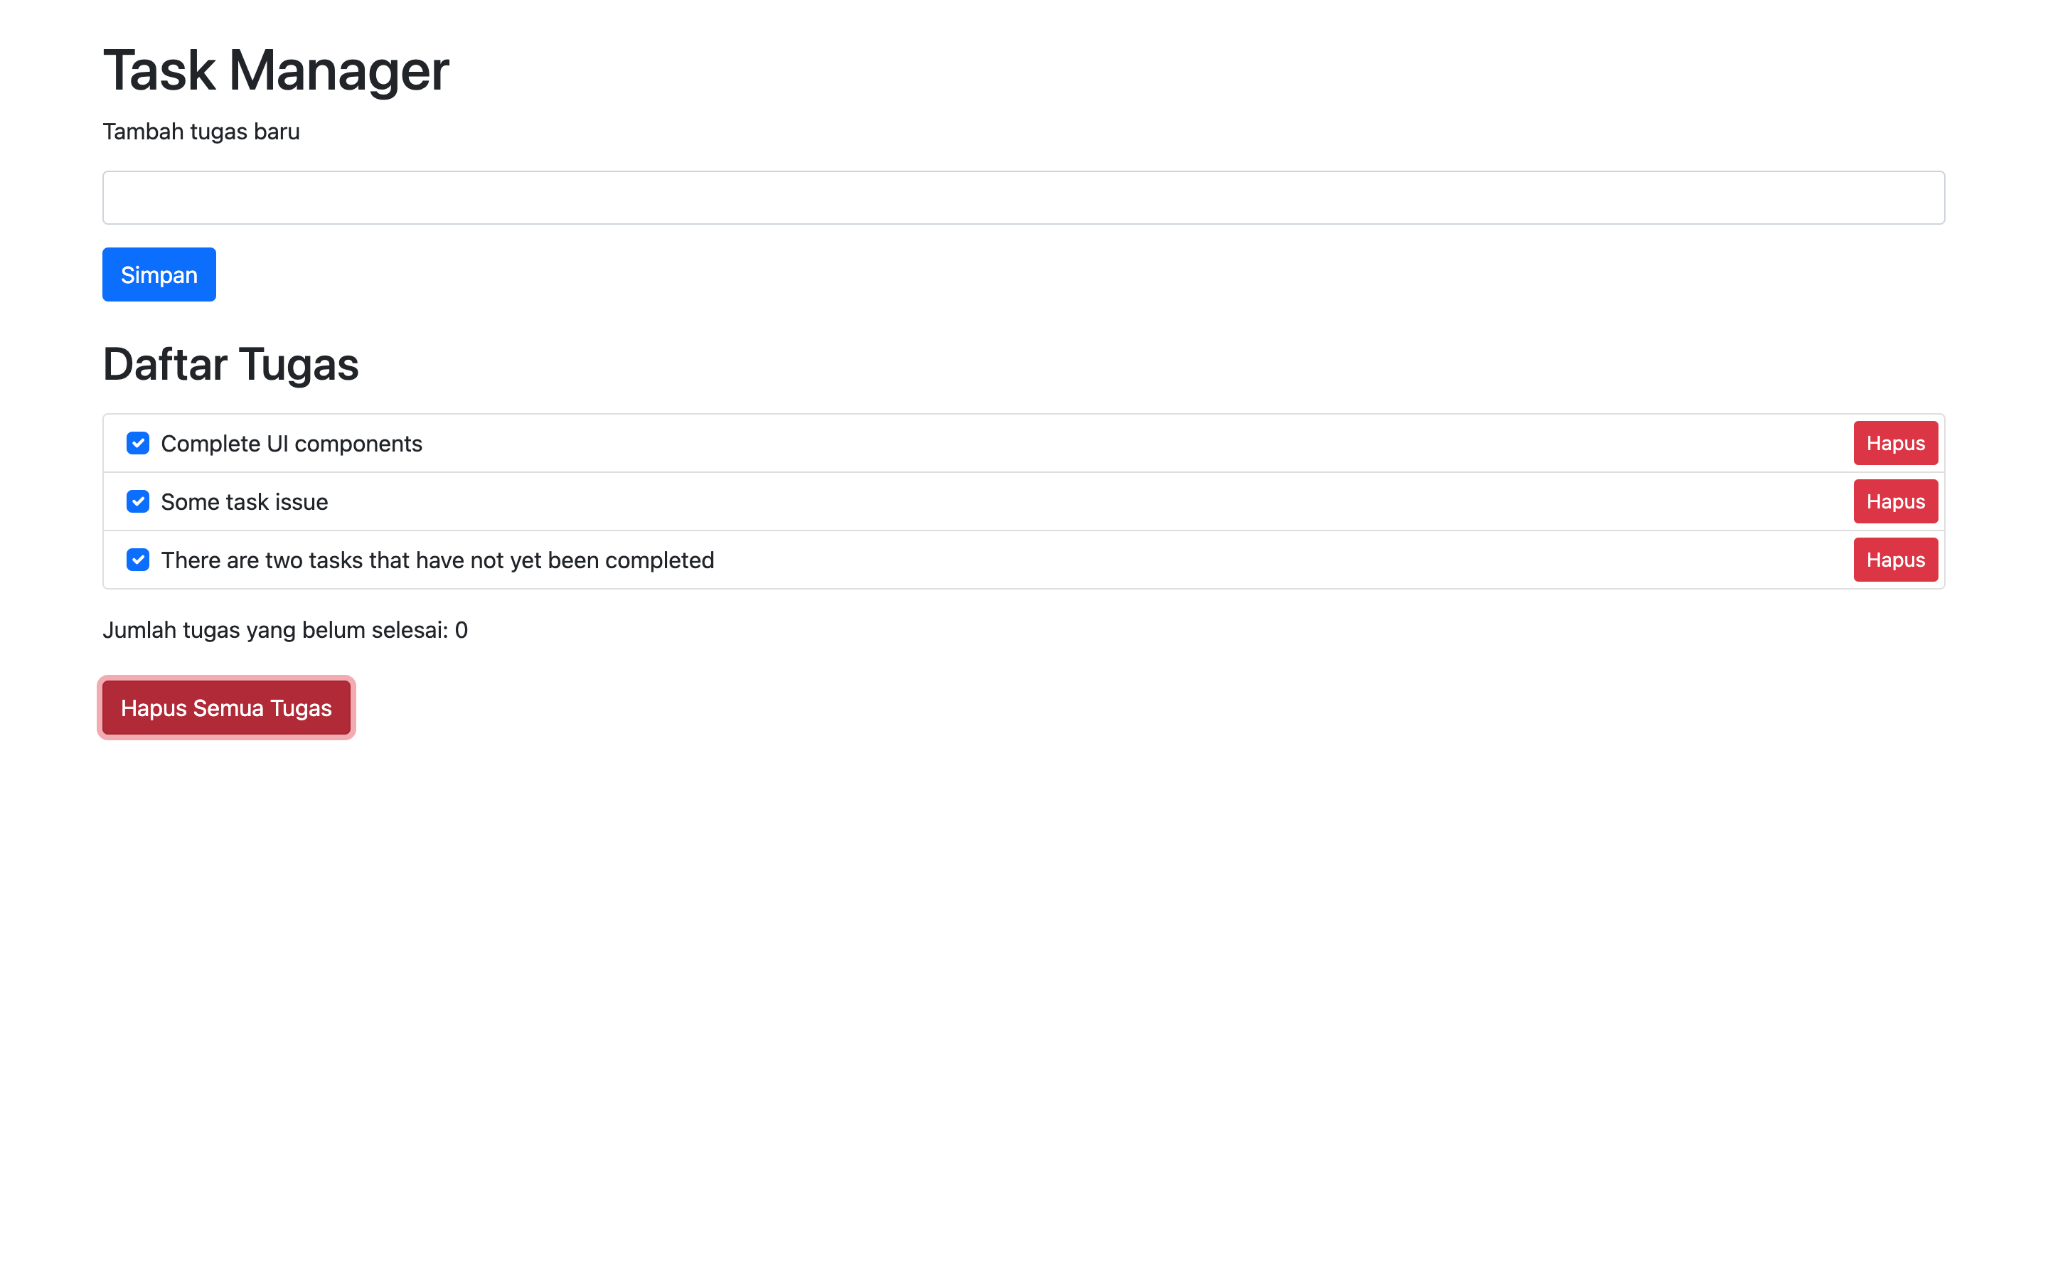 Task Manager
Tambah tugas baru
Simpan
Daftar Tugas
Complete UI components Hapus
Some task issue Hapus
There are two tasks that have not yet been completed Hapus
Jumlah tugas yang belum selesai: 0
Hapus Semua Tugas